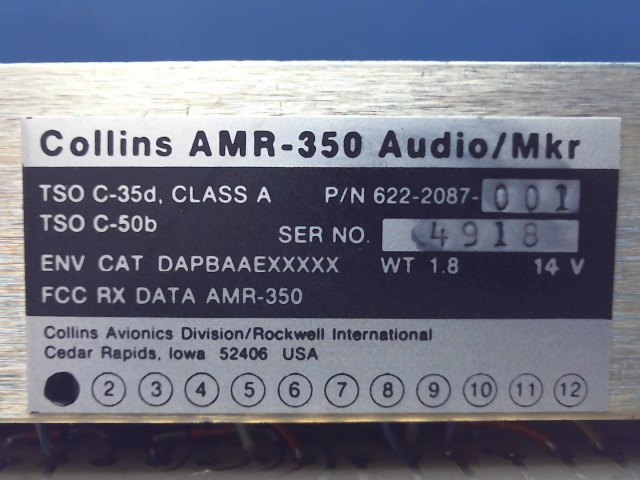 Collins AMR-350 Audio/Mkr
TSO C-35d, CLASS A P/N 622-2087-001
TSO C-50b
SER NO. 4918
ENV CAT DAPBAAEXXXXX WT 1.8 14 V
FCC RX DATA AMR-350
Collins Avionics Division/Rockwell International
Cedar Rapids, Iowa 52406 USA
2 3 4 5 6 7 8 9 10 11 12